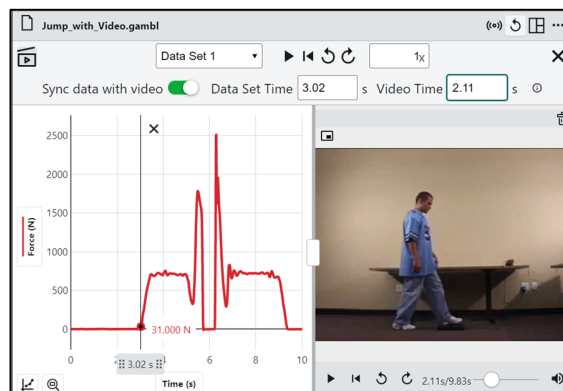 Jump_with_Video.gambl
Data Set 1
1x
Sync data with video
Data Set Time 3.02 s
Video Time 2.11 s
Force (N)
2500
2000
1500
1000
500
0
31.000 N
0 2 4 6 8 10
3.02 s
Time (s)
2.11s/9.83s